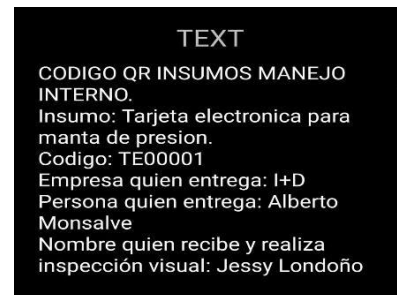 TEXT
CODIGO QR INSUMOS MANEJO
INTERNO.
Insumo: Tarjeta electronica para
manta de presion.
Codigo: TE00001
Empresa quien entrega: I+D
Persona quien entrega: Alberto
Monsalve
Nombre quien recibe y realiza
inspección visual: Jessy Londoño